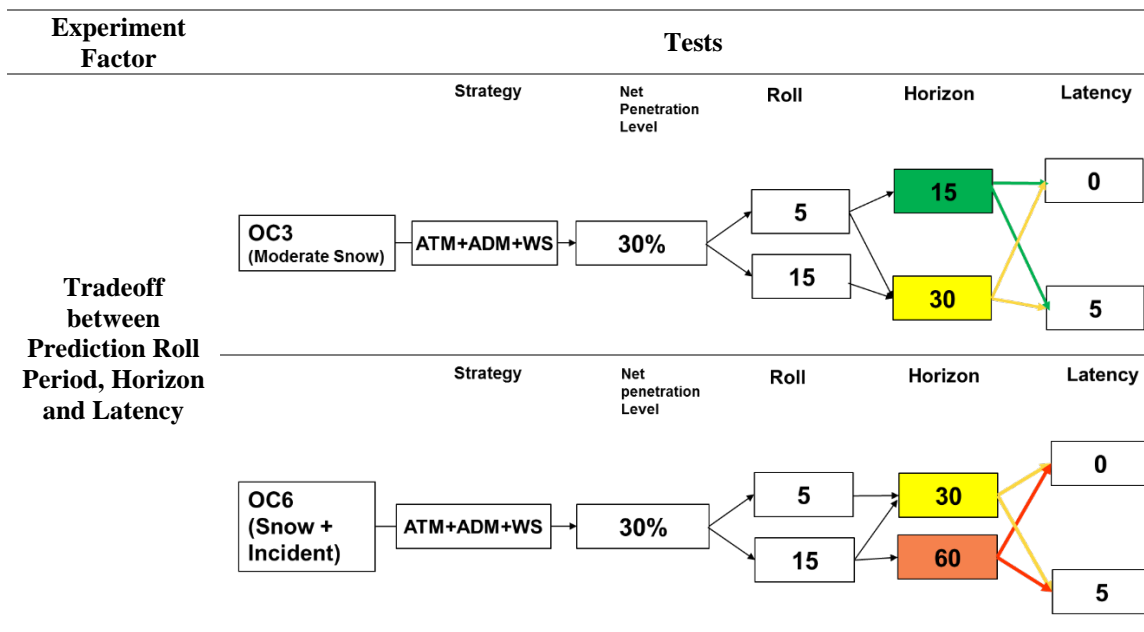 Experiment
Factor
Tests
Tradeoff
between
Prediction Roll
Period, Horizon
and Latency
Strategy
Net
Penetration
Level
Roll
Horizon
Latency
OC3
(Moderate Snow)
ATM+ADM+WS
30%
5
15
15
30
0
5
Strategy
Net
penetration
Level
Roll
Horizon
Latency
OC6
(Snow +
Incident)
ATM+ADM+WS
30%
5
15
30
60
0
5